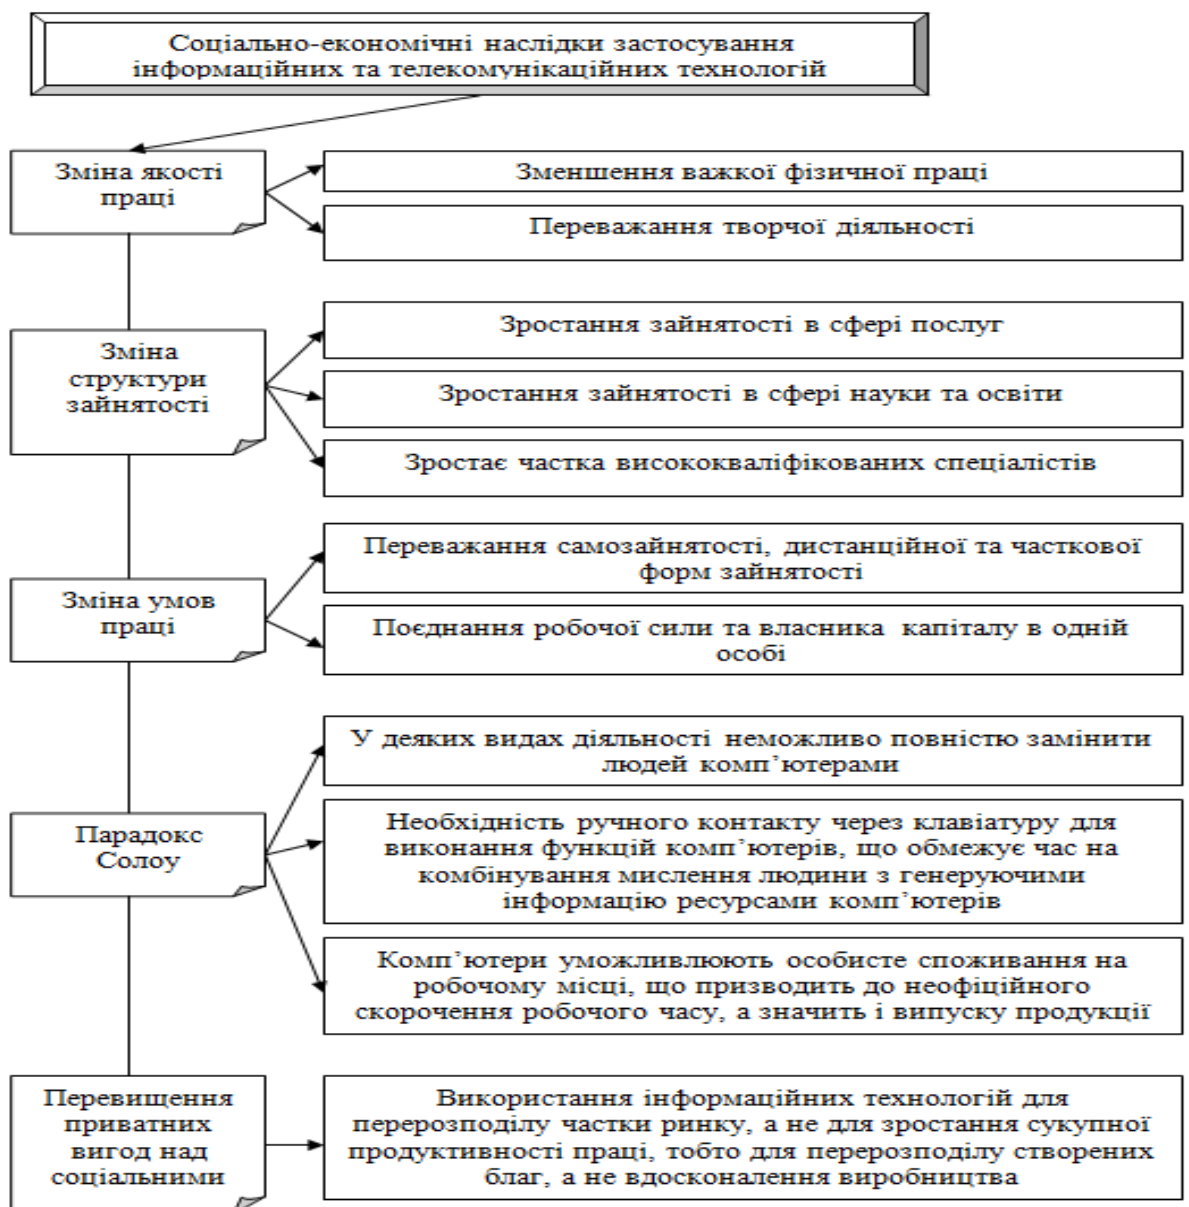 Соціально-економічні наслідки застосування
інформаційних та телекомунікаційних технологій
Зміна якості
праці
Зменшення важкої фізичної праці
Переважання творчої діяльності
Зміна
структури
зайнятості
Зростання зайнятості в сфері послуг
Зростання зайнятості в сфері науки та освіти
Зростає частка висококваліфікованих спеціалістів
Зміна умов
праці
Переважання самозайнятості, дистанційної та часткової
форм зайнятості
Поєднання робочої сили та власника капіталу в одній
особі
Парадокс
Солоу
У деяких видах діяльності неможливо повністю замінити
людей комп’ютерами
Необхідність ручного контакту через клавіатуру для
виконання функцій комп’ютерів, що обмежує час на
комбінування мислення людини з генеруючими
інформацію ресурсами комп’ютерів
Комп’ютери уможливлюють особисте споживання на
робочому місці, що призводить до неофіційного
скорочення робочого часу, а значить і випуску продукції
Перевищення
приватних
вигод над
соціальними
Використання інформаційних технологій для
перерозподілу частки ринку, а не для зростання сукупної
продуктивності праці, тобто для перерозподілу створених
благ, а не вдосконалення виробництва